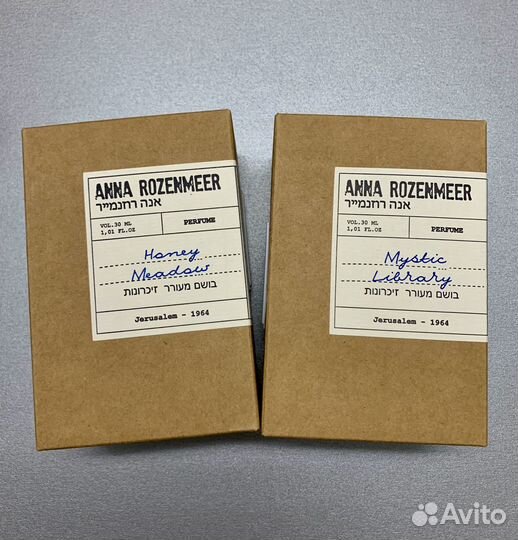 ANNA ROZENMEER
אנה רוזנמייר
VOL.30 ML
1,01 FL.OZ
PERFUME
Honey
Meadow
בושם מעורר זיכרונות
Jerusalem - 1964
ANNA ROZENMEER
אנה רוזנמייר
VOL.30 ML
1,01 FL.OZ
PERFUME
Mystic
Library
בושם מעורר זיכרונות
Jerusalem - 1964
Avito